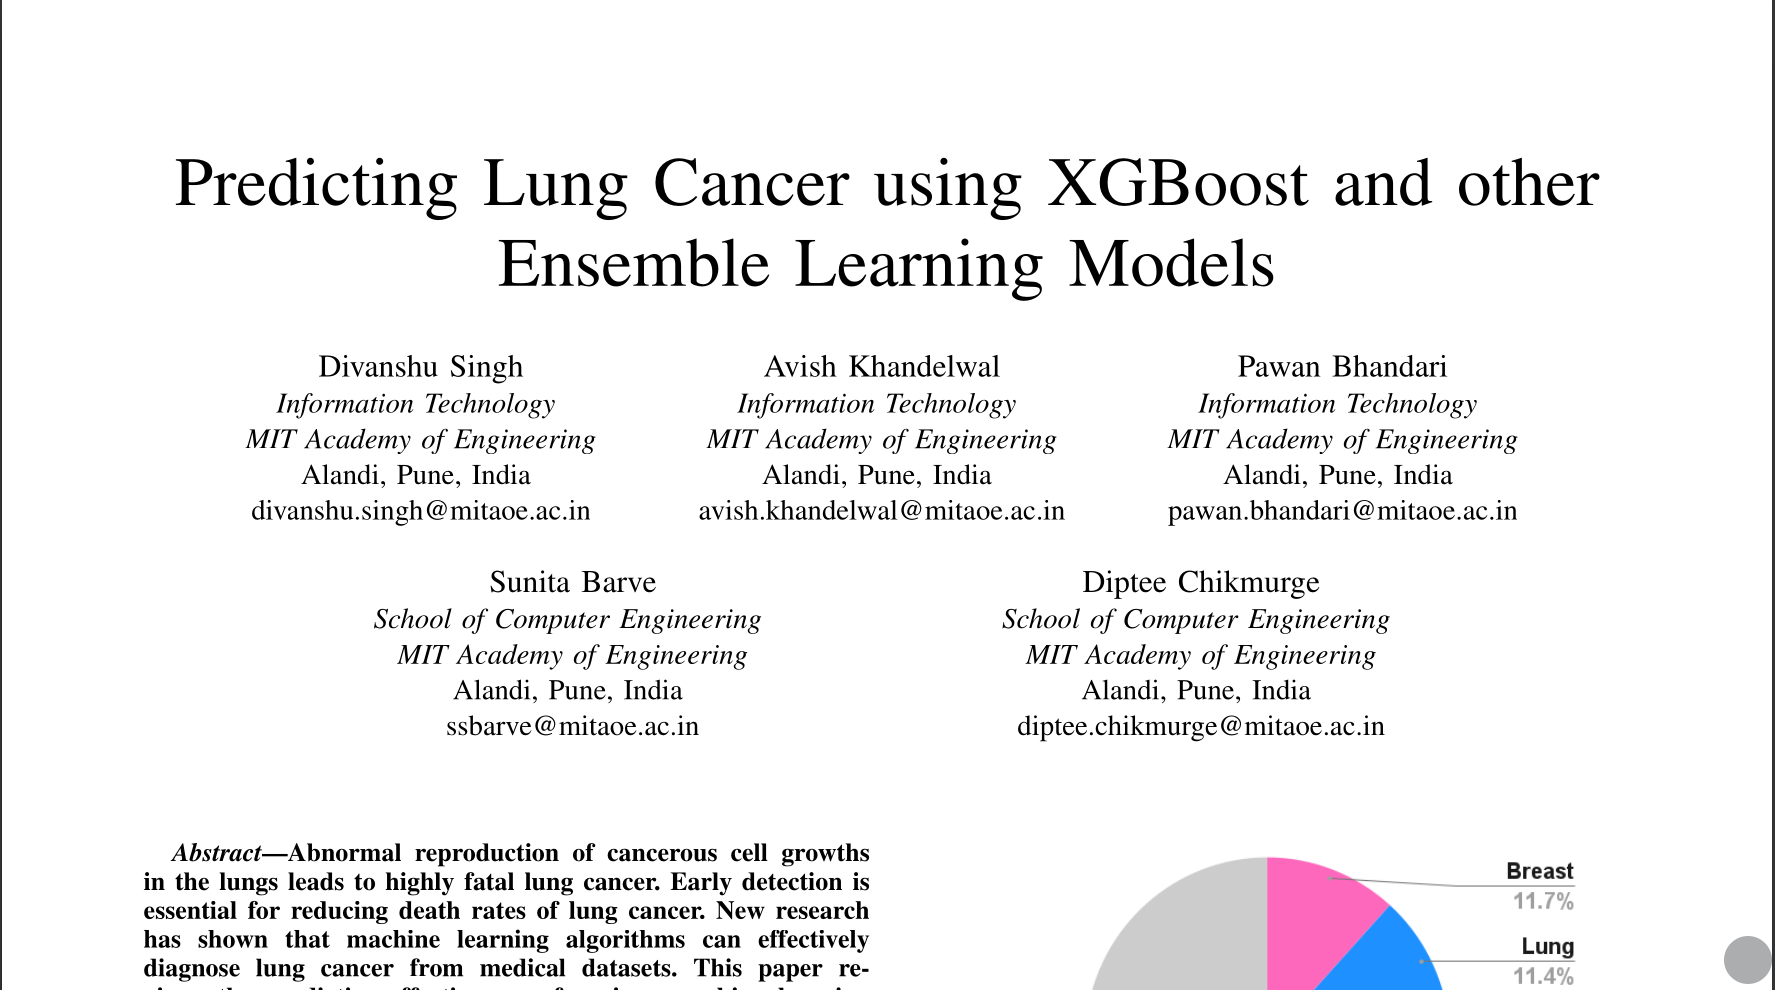 Predicting Lung Cancer using XGBoost and other
Ensemble Learning Models
Divanshu Singh
Information Technology
MIT Academy of Engineering
Alandi, Pune, India
divanshu.singh@mitaoe.ac.in
Avish Khandelwal
Information Technology
MIT Academy of Engineering
Alandi, Pune, India
avish.khandelwal@mitaoe.ac.in
Pawan Bhandari
Information Technology
MIT Academy of Engineering
Alandi, Pune, India
pawan.bhandari@mitaoe.ac.in
Sunita Barve
School of Computer Engineering
MIT Academy of Engineering
Alandi, Pune, India
ssbarve@mitaoe.ac.in
Diptee Chikmurge
School of Computer Engineering
MIT Academy of Engineering
Alandi, Pune, India
diptee.chikmurge@mitaoe.ac.in
Abstract—Abnormal reproduction of cancerous cell growths
in the lungs leads to highly fatal lung cancer. Early detection is
essential for reducing death rates of lung cancer. New research
has shown that machine learning algorithms can effectively
diagnose lung cancer from medical datasets. This paper re-
Breast
11.7%
Lung
11.4%